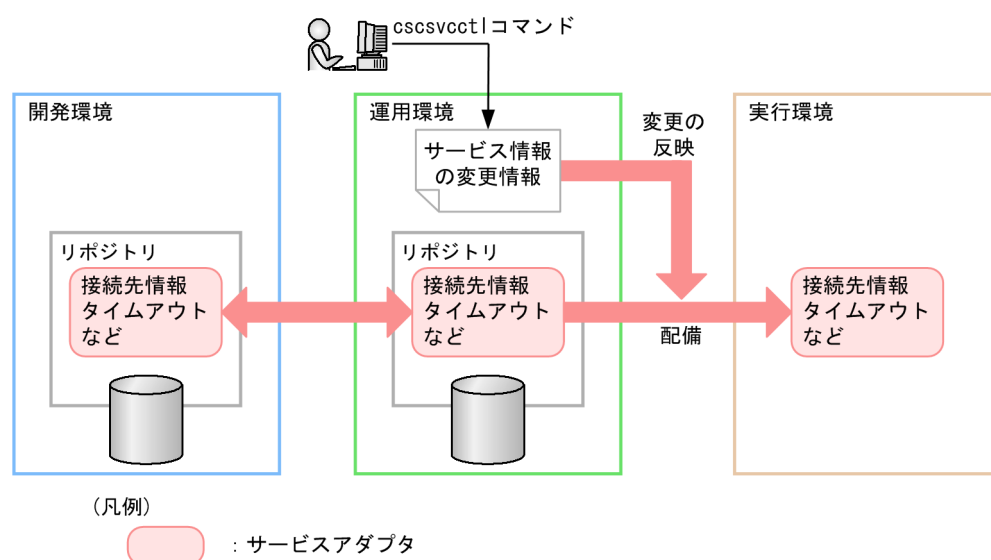 cscsvcctlコマンド
開発環境
運用環境
実行環境
変更の
反映
サービス情報
の変更情報
リポジトリ
接続先情報
タイムアウト
など
リポジトリ
接続先情報
タイムアウト
など
配備
接続先情報
タイムアウト
など
(凡例)
：サービスアダプタ